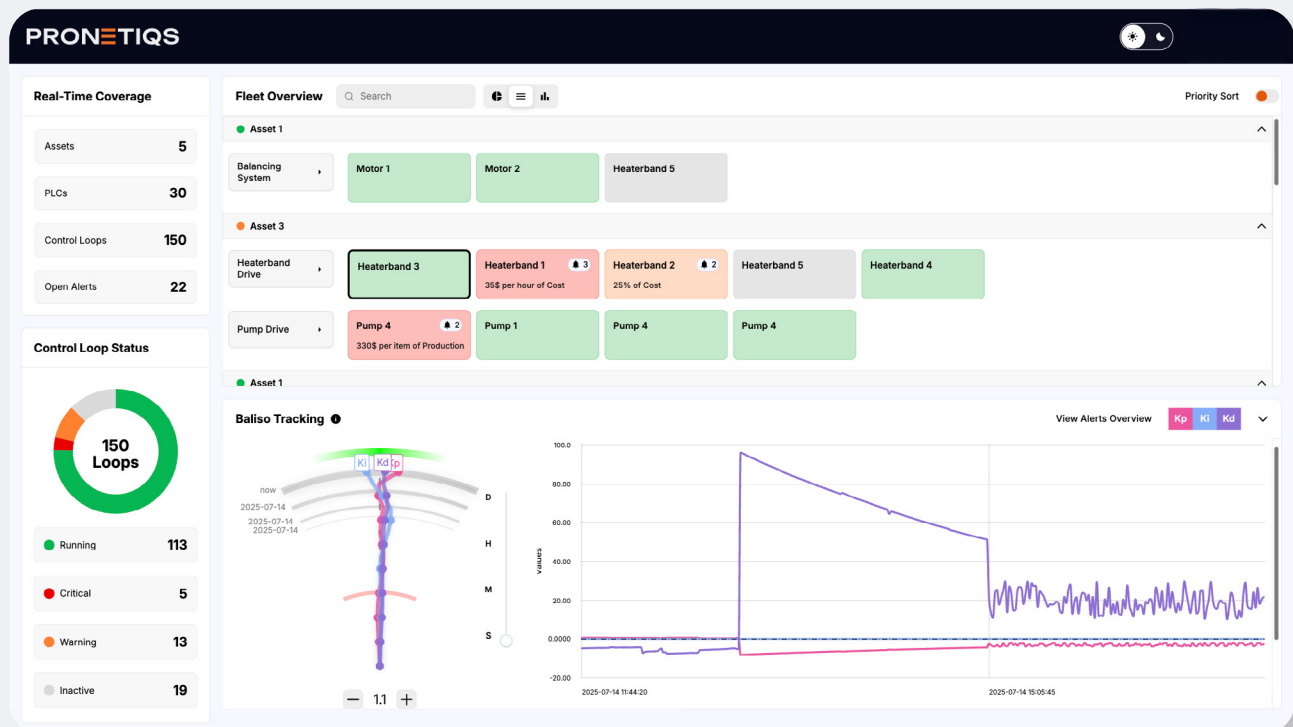 PRONETIQS
Real-Time Coverage
Assets 5
PLCs 30
Control Loops 150
Open Alerts 22
Control Loop Status
150
Loops
Running 113
Critical 5
Warning 13
Inactive 19
Fleet Overview Search Priority Sort
Asset 1
Balancing
System
Motor 1 Motor 2 Heaterband 5
Asset 3
Heaterband
Drive
Heaterband 3
Heaterband 1 3
35$ per hour of Cost
Heaterband 2 2
25% of Cost
Heaterband 5
Heaterband 4
Pump Drive
Pump 4 2
330$ per item of Production
Pump 1
Pump 4
Pump 4
Asset 1
Baliso Tracking View Alerts Overview Kp Ki Kd
Ki Kd Kp
now
2025-07-14
2025-07-14
2025-07-14
D
H
M
S
1.1
values
100.0
80.00
60.00
40.00
20.00
0.0000
-20.00
2025-07-14 11:44:20 2025-07-14 15:05:45